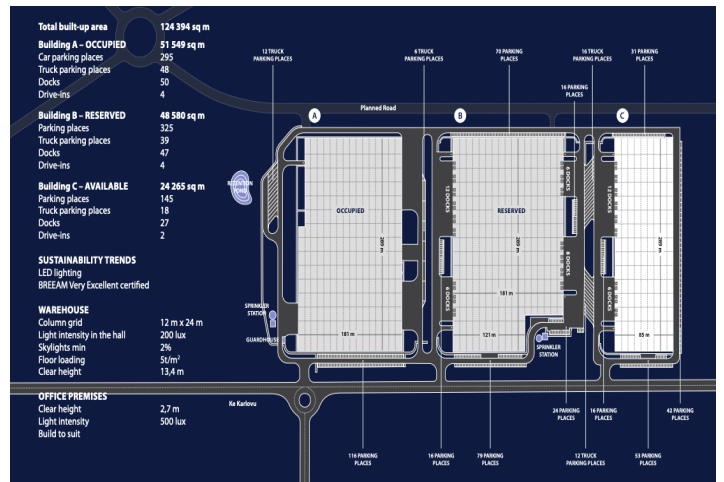 Total built-up area 124 394 sq m
Building A – OCCUPIED 51 549 sq m
Car parking places 295
Truck parking places 48
Docks 50
Drive-ins 4
Building B – RESERVED 48 580 sq m
Parking places 325
Truck parking places 39
Docks 47
Drive-ins 4
Building C – AVAILABLE 24 265 sq m
Parking places 145
Truck parking places 18
Docks 27
Drive-ins 2
SUSTAINABILITY TRENDS
LED lighting
BREEAM Very Excellent certified
WAREHOUSE
Column grid 12 m x 24 m
Light intensity in the hall 200 lux
Skylights min 2%
Floor loading 5t/m²
Clear height 13,4 m
OFFICE PREMISES
Clear height 2,7 m
Light intensity 500 lux
Build to suit
12 TRUCK
PARKING PLACES
6 TRUCK
PARKING PLACES
70 PARKING
PLACES
16 TRUCK
PARKING PLACES
31 PARKING
PLACES
16 PARKING
PLACES
Planned Road
A
B
C
RETENTION
POND
OCCUPIED
289 m
181 m
12 DOCKS
6 DOCKS
RESERVED
289 m
6 DOCKS
6 DOCKS
181 m
121 m
12 DOCKS
6 DOCKS
289 m
85 m
SPRINKLER
STATION
GUARDHOUSE
SPRINKLER
STATION
Ke Karlovu
24 PARKING
PLACES
16 PARKING
PLACES
42 PARKING
PLACES
116 PARKING
PLACES
16 PARKING
PLACES
79 PARKING
PLACES
12 TRUCK
PARKING PLACES
53 PARKING
PLACES